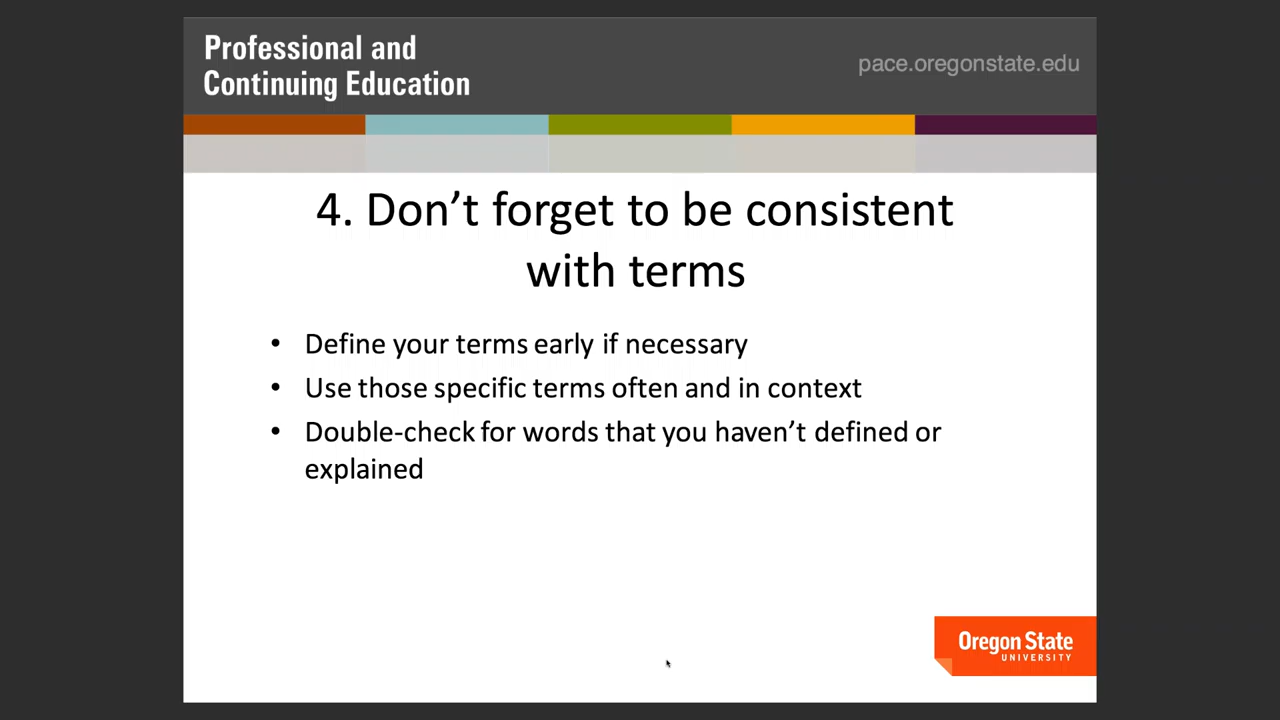 Professional and
Continuing Education
pace.oregonstate.edu
4. Don’t forget to be consistent
with terms
• Define your terms early if necessary
• Use those specific terms often and in context
• Double-check for words that you haven’t defined or
explained
Oregon State
UNIVERSITY